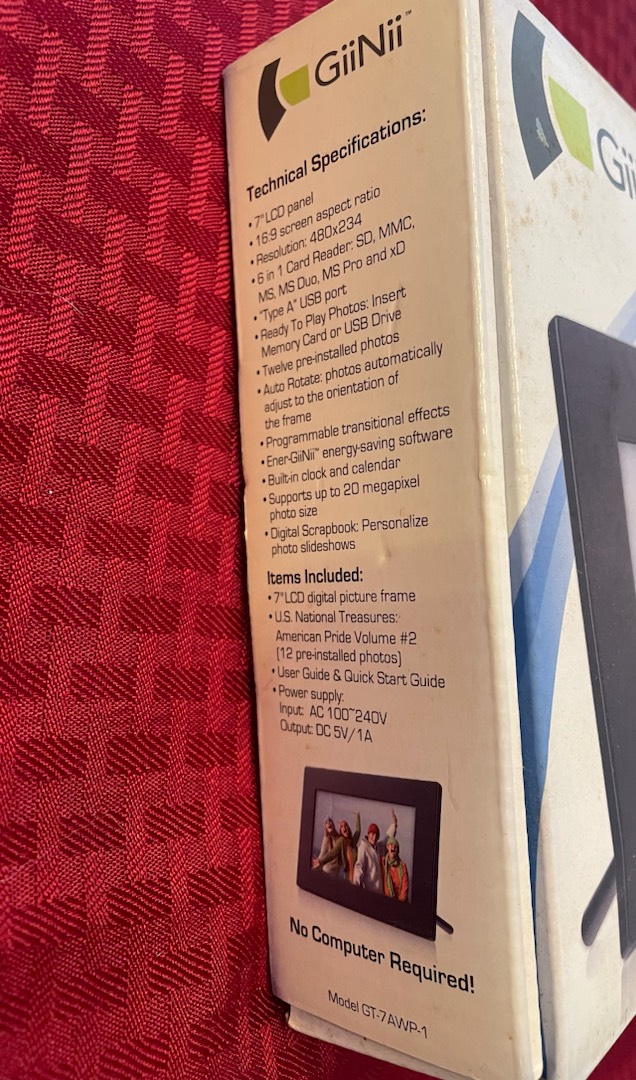 GiiNii™
Technical Specifications:
• 7" LCD panel
• 16:9 screen aspect ratio
• Resolution: 480x234
• 6 in 1 Card Reader: SD, MMC,
MS, MS Duo, MS Pro and xD
• "Type A" USB port
• Ready To Play Photos: Insert
Memory Card or USB Drive
• Twelve pre-installed photos
• Auto Rotate: photos automatically
adjust to the orientation of
the frame
• Programmable transitional effects
• Ener-GiiNii™ energy-saving software
• Built-in clock and calendar
• Supports up to 20 megapixel
photo size
• Digital Scrapbook: Personalize
photo slideshows
Items Included:
• 7" LCD digital picture frame
• U.S. National Treasures:
American Pride Volume #2
(12 pre-installed photos)
• User Guide & Quick Start Guide
• Power supply:
Input: AC 100~240V
Output: DC 5V/1A
No Computer Required!
Model GT-7AWP-1
Gii